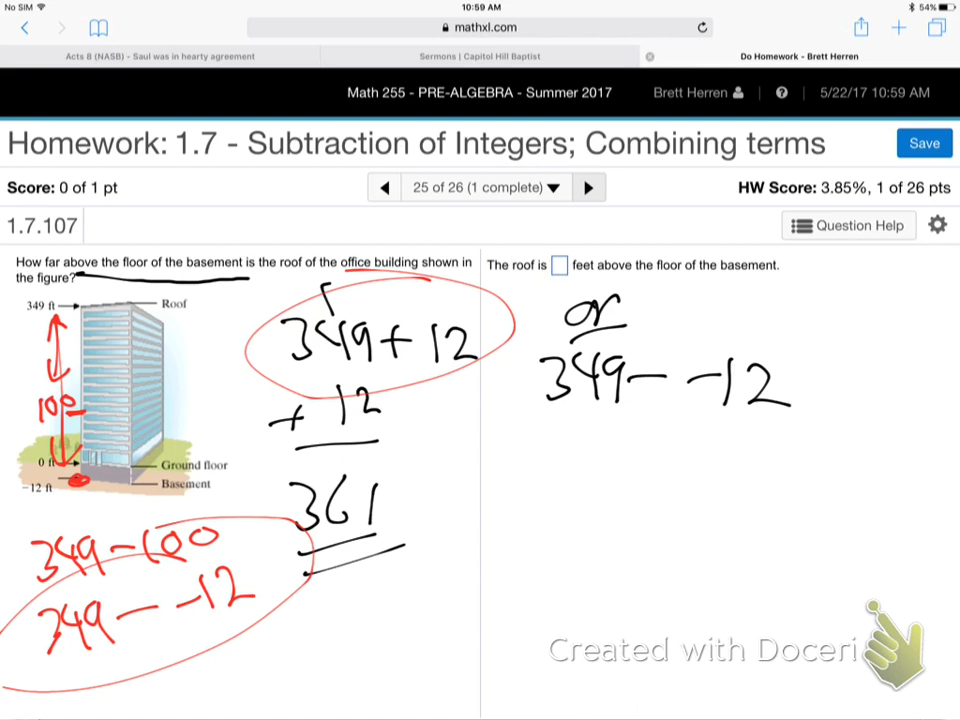 No SIM 10:59 AM 54%
mathxl.com
Acts 8 (NASB) - Saul was in hearty agreement Sermons | Capitol Hill Baptist Do Homework - Brett Herren
Math 255 - PRE-ALGEBRA - Summer 2017 Brett Herren | ? | 5/22/17 10:59 AM
Homework: 1.7 - Subtraction of Integers; Combining terms Save
Score: 0 of 1 pt 25 of 26 (1 complete) HW Score: 3.85%, 1 of 26 pts
1.7.107 Question Help
How far above the floor of the basement is the roof of the office building shown in
the figure?
349 ft Roof
0 ft Ground floor
-12 ft Basement
100
349-100
349 - -12
349+12
+ 12
361
The roof is feet above the floor of the basement.
or
349 - -12
Created with Doceri